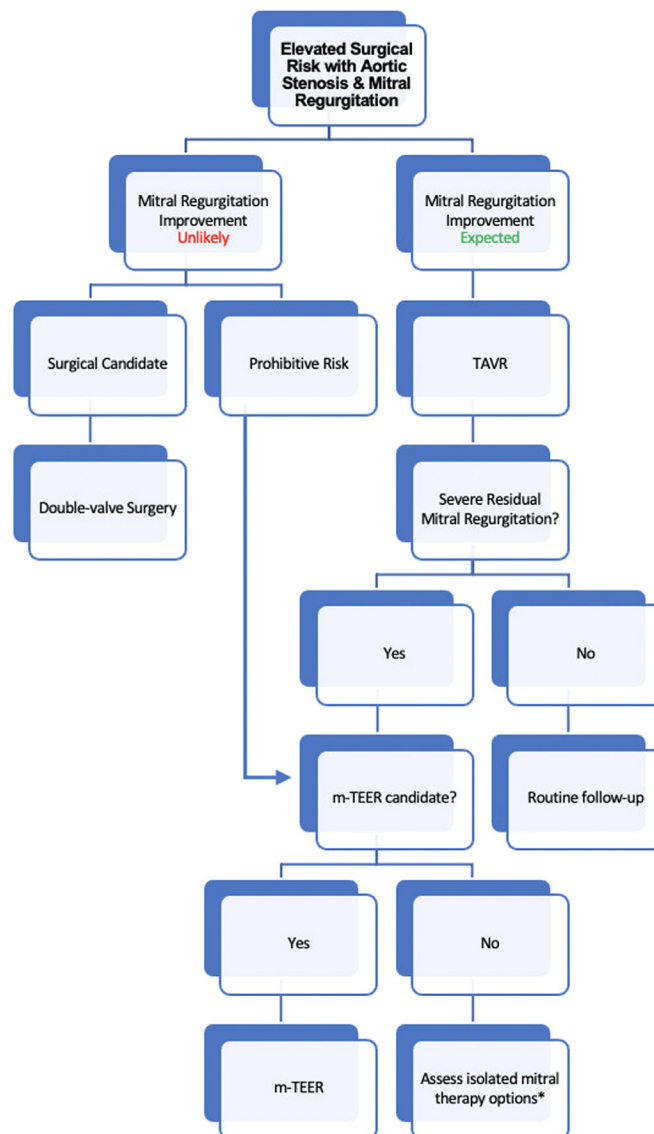 Elevated Surgical
Risk with Aortic
Stenosis & Mitral
Regurgitation
Mitral Regurgitation
Improvement
Unlikely
Mitral Regurgitation
Improvement
Expected
Surgical Candidate
Prohibitive Risk
TAVR
Double-valve Surgery
Severe Residual
Mitral Regurgitation?
Yes
No
m-TEER candidate?
Routine follow-up
Yes
No
m-TEER
Assess isolated mitral
therapy options*